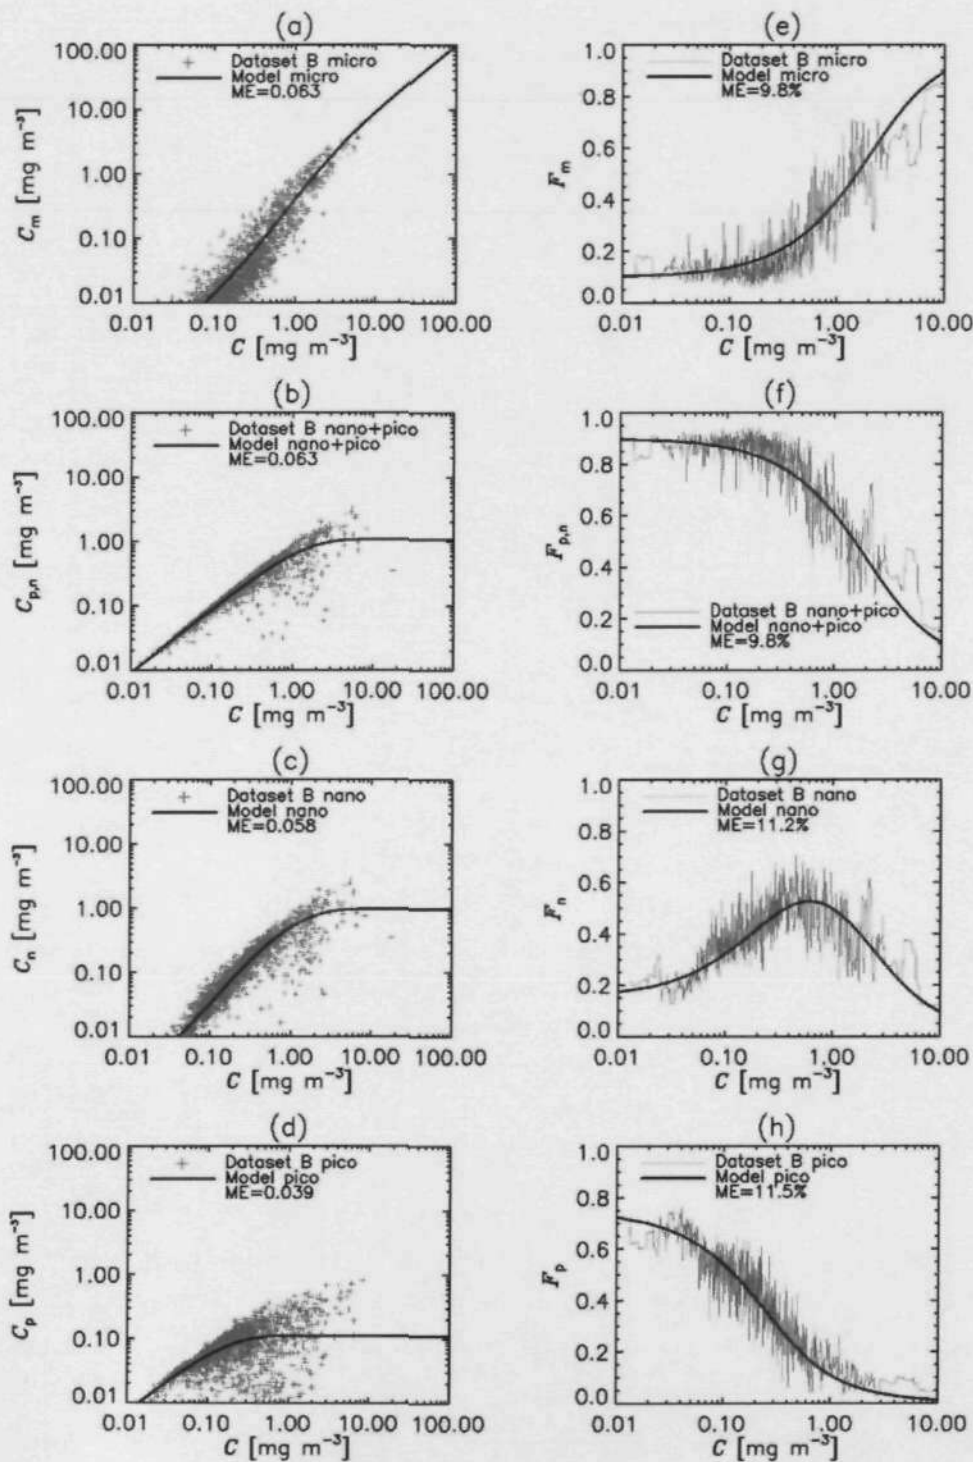 (a)
100.00
10.00
1.00
0.10
0.01
C_m [mg m⁻³]
Dataset B micro
Model micro
ME=0.063
0.01 0.10 1.00 10.00 100.00
C [mg m⁻³]
(e)
1.0
0.8
0.6
0.4
0.2
0.0
F_m
Dataset B micro
Model micro
ME=9.8%
0.01 0.10 1.00 10.00
C [mg m⁻³]
(b)
100.00
10.00
1.00
0.10
0.01
C_p,n [mg m⁻³]
Dataset B nano+pico
Model nano+pico
ME=0.063
0.01 0.10 1.00 10.00 100.00
C [mg m⁻³]
(f)
1.0
0.8
0.6
0.4
0.2
0.0
F_p,n
Dataset B nano+pico
Model nano+pico
ME=9.8%
0.01 0.10 1.00 10.00
C [mg m⁻³]
(c)
100.00
10.00
1.00
0.10
0.01
C_n [mg m⁻³]
Dataset B nano
Model nano
ME=0.058
0.01 0.10 1.00 10.00 100.00
C [mg m⁻³]
(g)
1.0
0.8
0.6
0.4
0.2
0.0
F_n
Dataset B nano
Model nano
ME=11.2%
0.01 0.10 1.00 10.00
C [mg m⁻³]
(d)
100.00
10.00
1.00
0.10
0.01
C_p [mg m⁻³]
Dataset B pico
Model pico
ME=0.039
0.01 0.10 1.00 10.00 100.00
C [mg m⁻³]
(h)
1.0
0.8
0.6
0.4
0.2
0.0
F_p
Dataset B pico
Model pico
ME=11.5%
0.01 0.10 1.00 10.00
C [mg m⁻³]